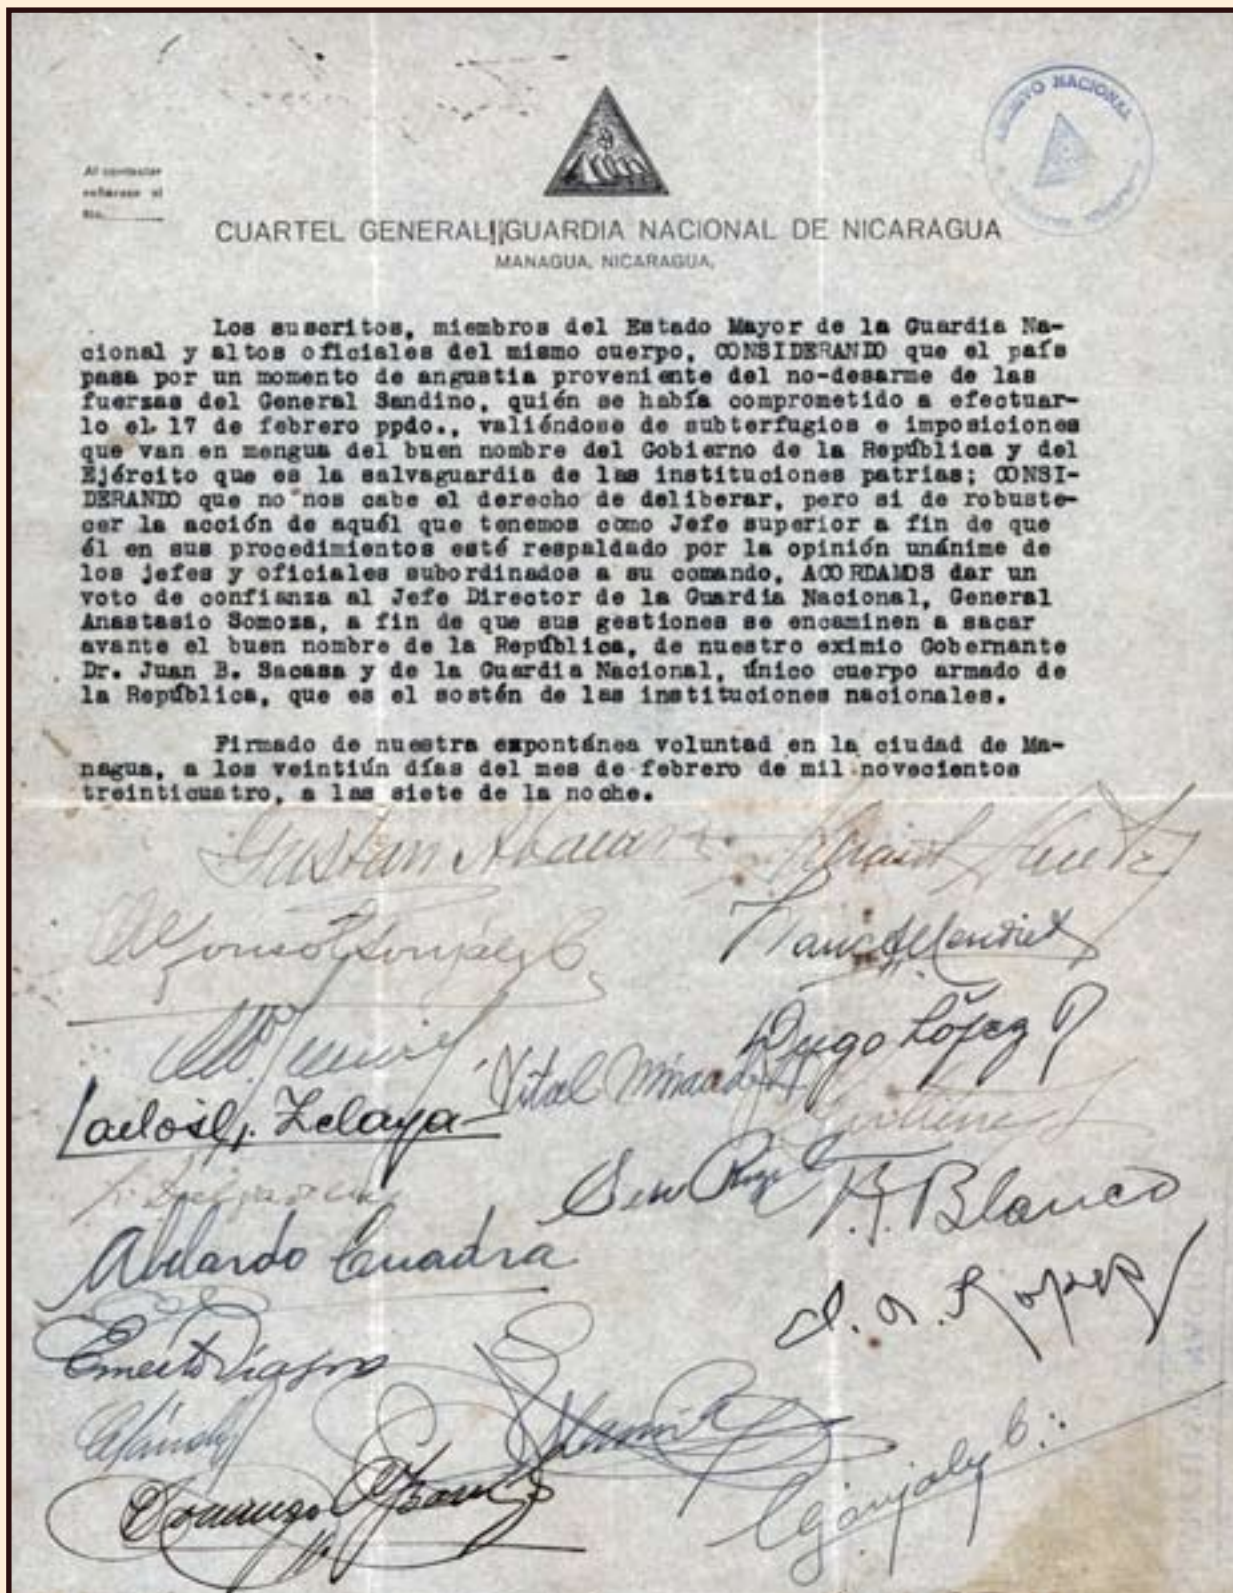 ARCHIVO NACIONAL
Al contestar
refiérase al
No.
CUARTEL GENERAL, GUARDIA NACIONAL DE NICARAGUA
MANAGUA, NICARAGUA.
Los suscritos, miembros del Estado Mayor de la Guardia Na-
cional y altos oficiales del mismo cuerpo, CONSIDERANDO que el país
pasa por un momento de angustia proveniente del no-desarme de las
fuerzas del General Sandino, quién se había comprometido a efectuar-
lo el 17 de febrero ppdo., valiéndose de subterfugios e imposiciones
que van en mengua del buen nombre del Gobierno de la República y del
Ejército que es la salvaguardia de las instituciones patrias; CONSI-
DERANDO que no nos cabe el derecho de deliberar, pero si de robuste-
cer la acción de aquél que tenemos como Jefe superior a fin de que
él en sus procedimientos esté respaldado por la opinión unánime de
los jefes y oficiales subordinados a su comando, ACORDAMOS dar un
voto de confianza al Jefe Director de la Guardia Nacional, General
Anastasio Somoza, a fin de que sus gestiones se encaminen a sacar
avante el buen nombre de la República, de nuestro eximio Gobernante
Dr. Juan B. Sacasa y de la Guardia Nacional, único cuerpo armado de
la República, que es el sostén de las instituciones nacionales.
Firmado de nuestra expontánea voluntad en la ciudad de Ma-
nagua, a los veintiún días del mes de febrero de mil novecientos
treinticuatro, a las siete de la noche.
Gustavo Abaunza
Alfonso González C.
Hugo López
Vital Miranda
Zelaya
Gutiérrez
Blanco
Abelardo Cuadra
López
Ernesto
Domingo